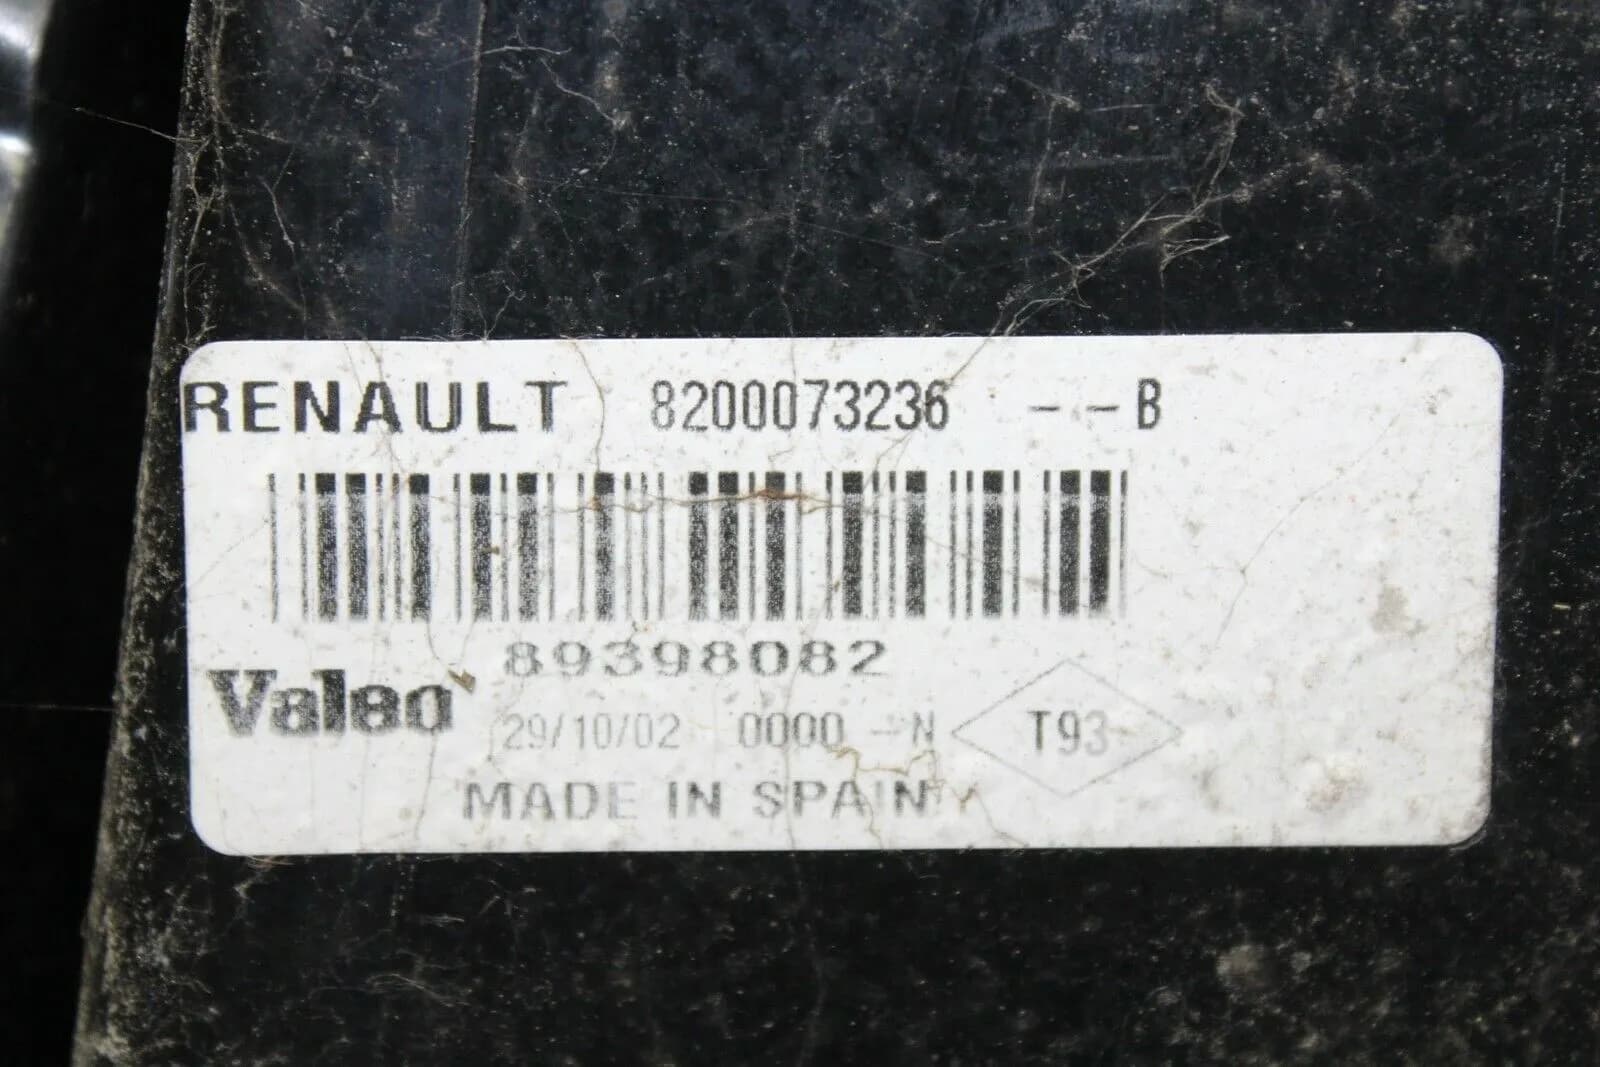 RENAULT 8200073236 --B
89398082
Valeo
29/10/02 0000 -N T93
MADE IN SPAIN